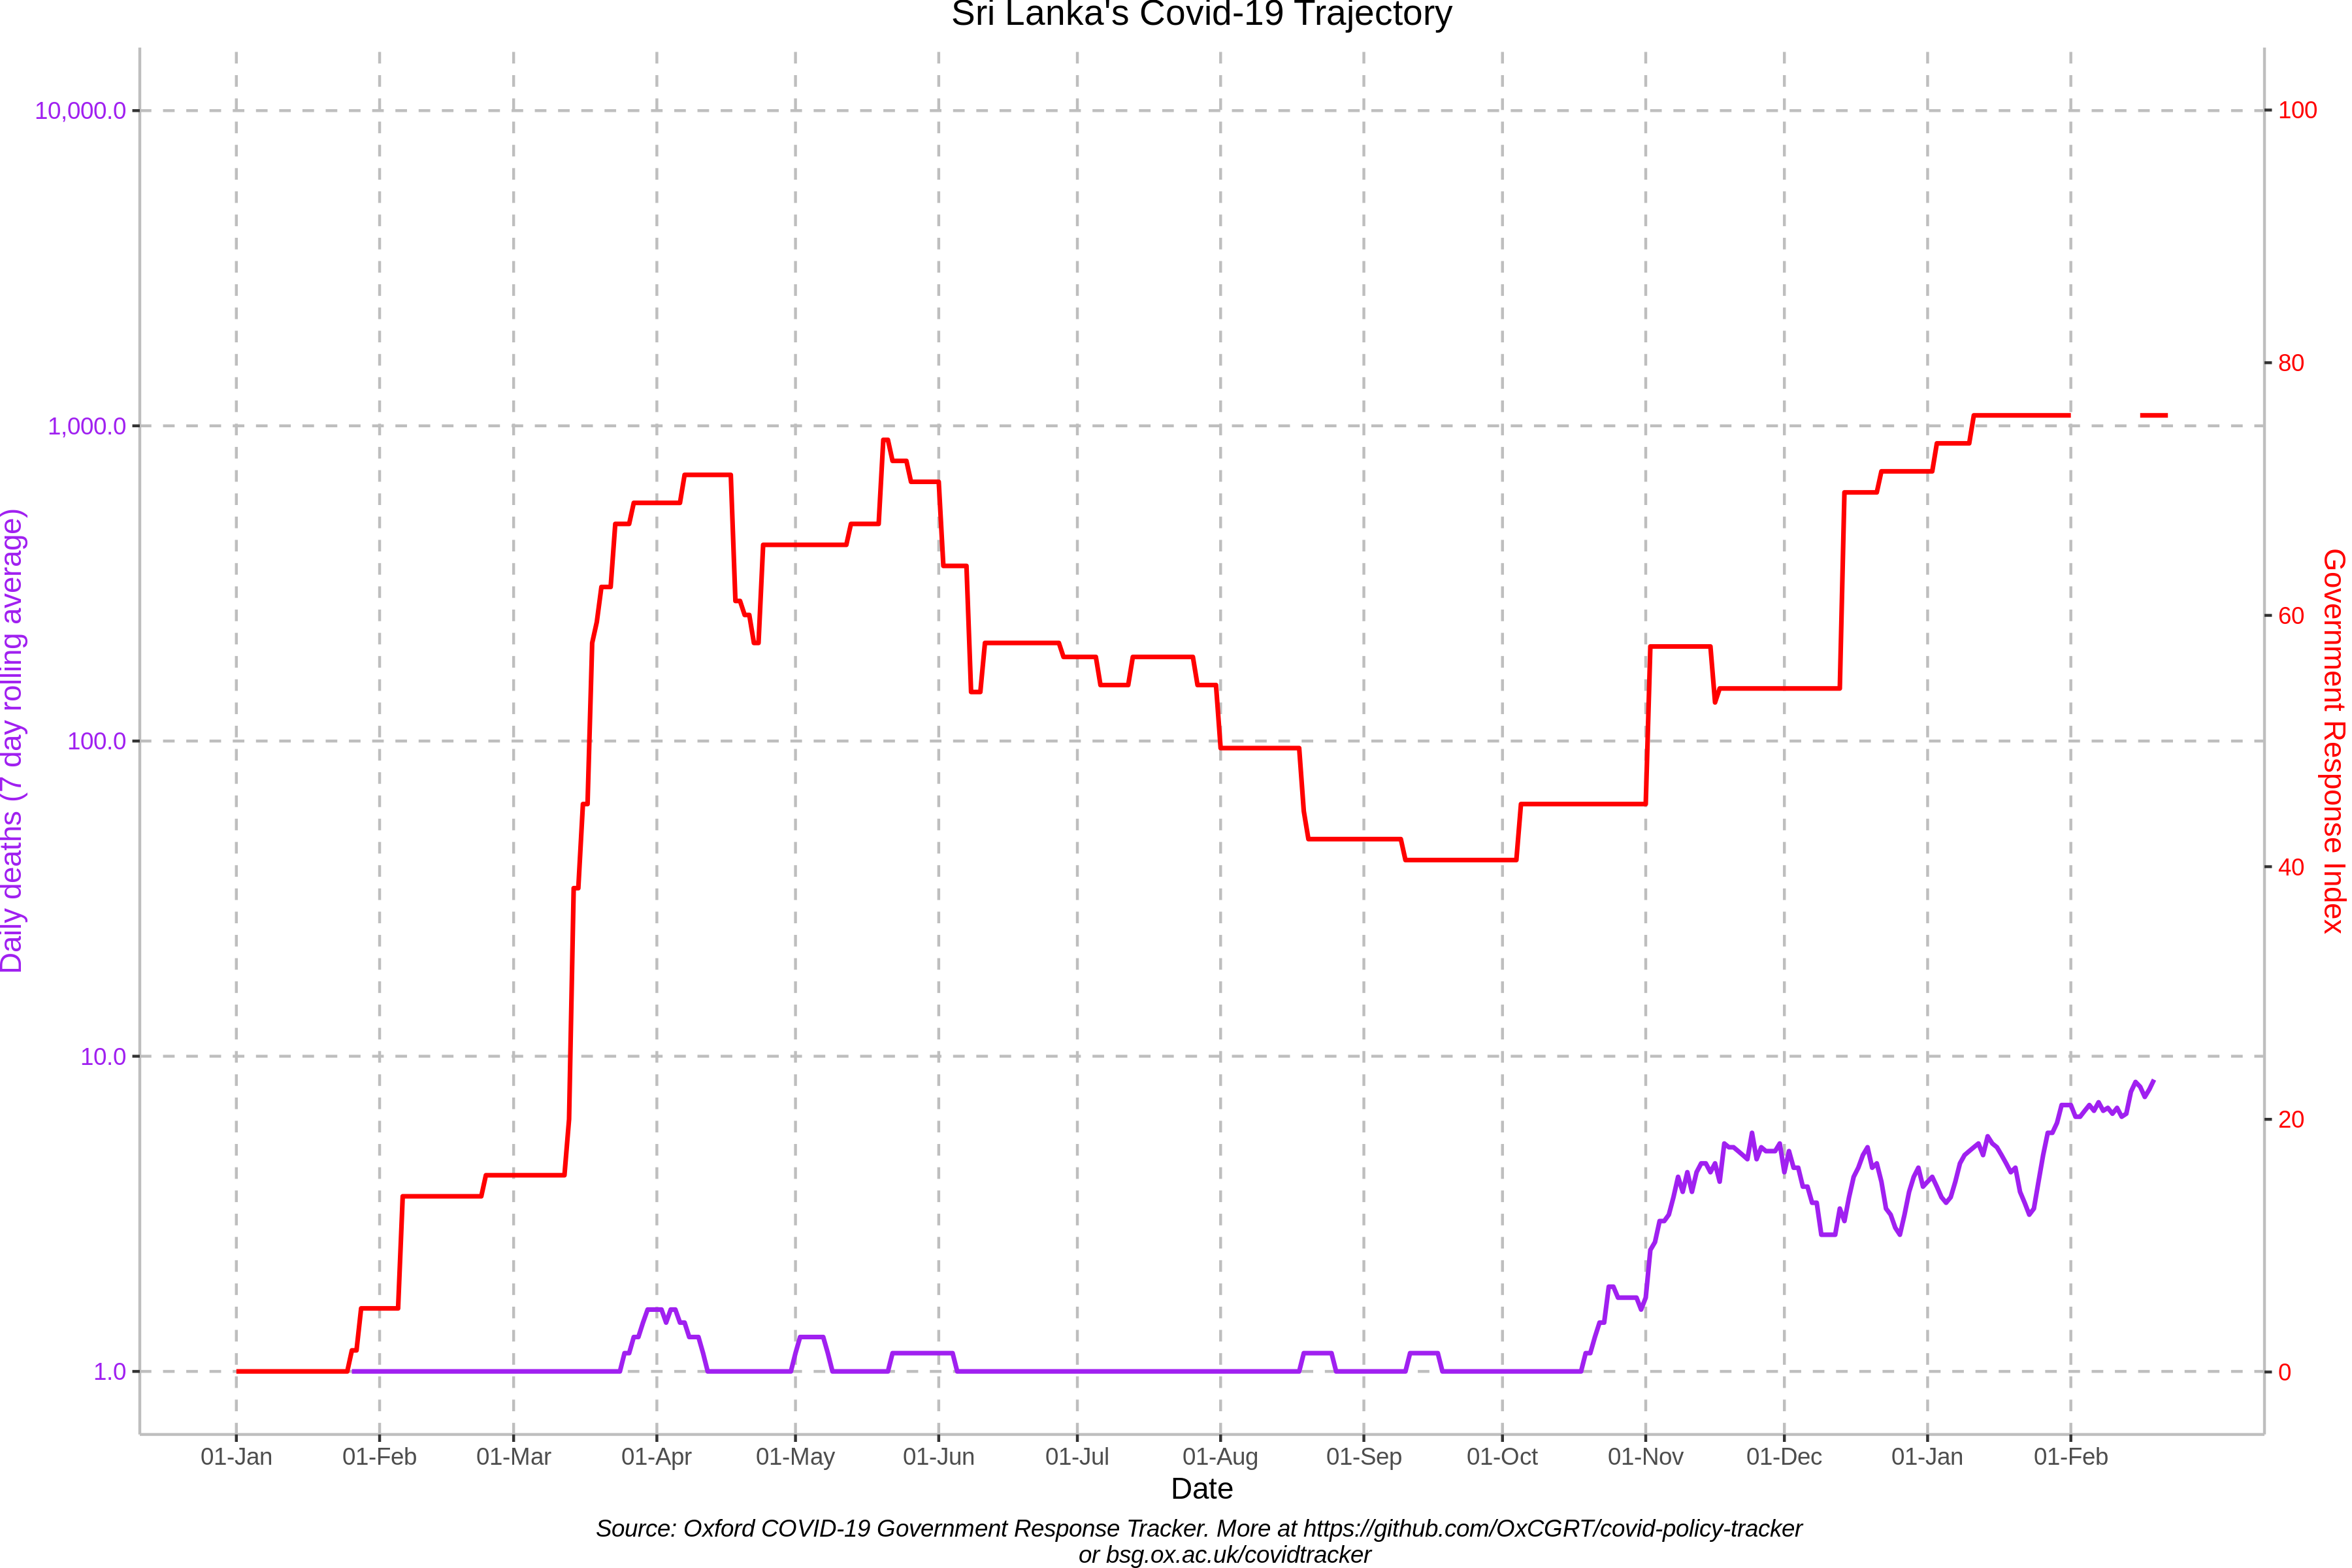 Sri Lanka's Covid-19 Trajectory
10,000.0
1,000.0
100.0
10.0
1.0
Daily deaths (7 day rolling average)
100
80
60
40
20
0
Government Response Index
01-Jan 01-Feb 01-Mar 01-Apr 01-May 01-Jun 01-Jul 01-Aug 01-Sep 01-Oct 01-Nov 01-Dec 01-Jan 01-Feb
Date
Source: Oxford COVID-19 Government Response Tracker. More at https://github.com/OxCGRT/covid-policy-tracker
or bsg.ox.ac.uk/covidtracker